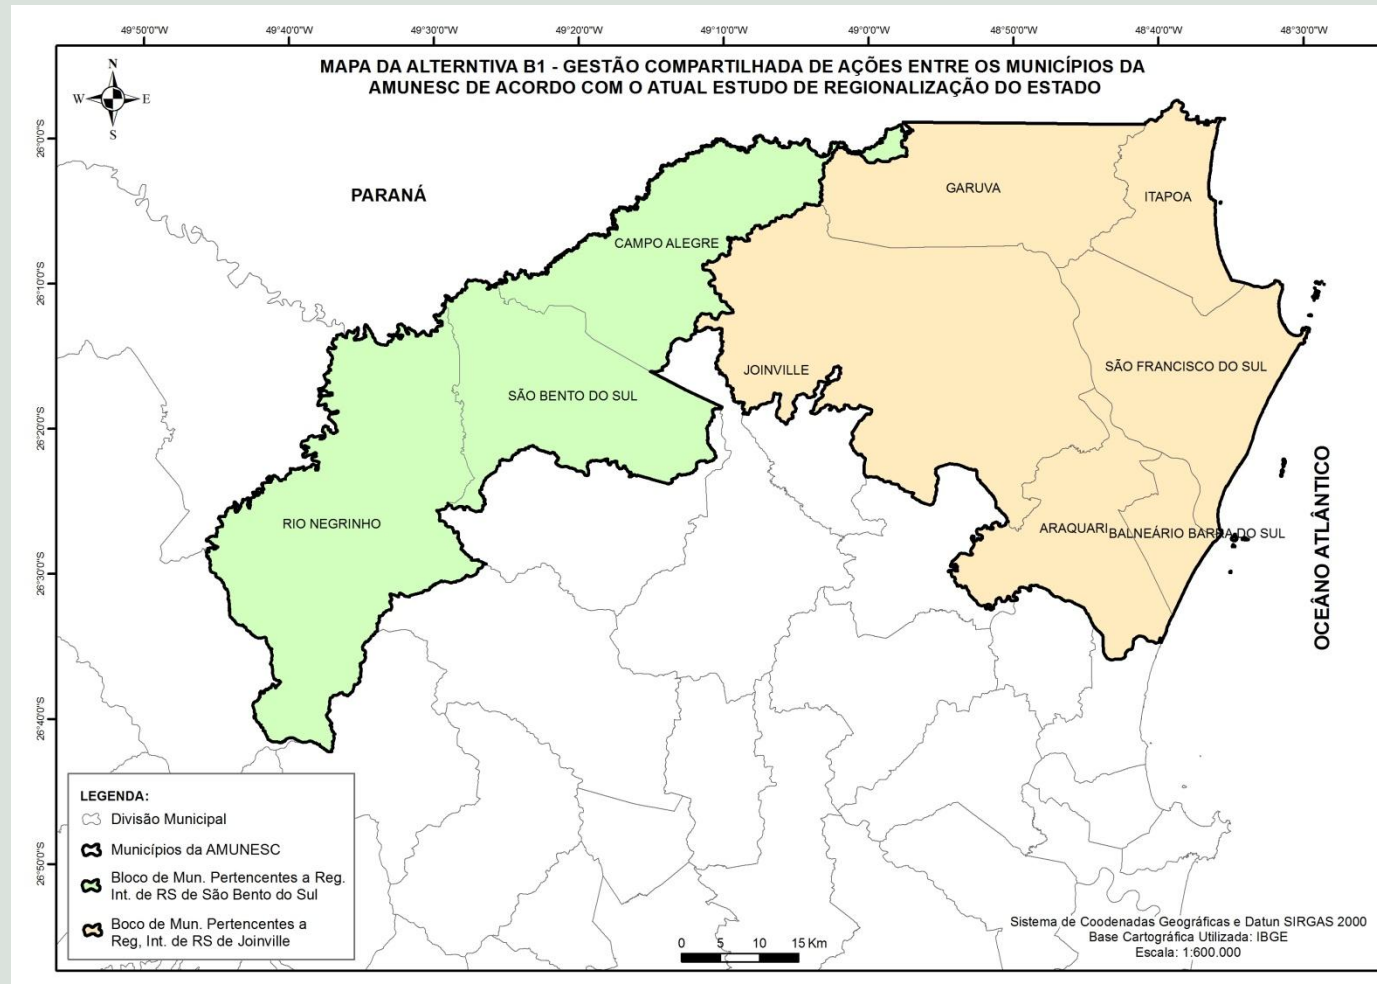 49°50'0"S 49°40'0"W 49°30'0"W 49°20'0"W 49°10'0"W 49°0'0"W 48°50'0"W 48°40'0"W 48°30'0"W
MAPA DA ALTERNTIVA B1 - GESTÃO COMPARTILHADA DE AÇÕES ENTRE OS MUNICÍPIOS DA
AMUNESC DE ACORDO COM O ATUAL ESTUDO DE REGIONALIZAÇÃO DO ESTADO
N
W E
S
26°0'0"S
PARANÁ
GARUVA
ITAPOA
CAMPO ALEGRE
26°10'0"S
JOINVILLE
SÃO FRANCISCO DO SUL
SÃO BENTO DO SUL
26°20'0"S
RIO NEGRINHO
ARAQUARI
BALNEÁRIO BARRA DO SUL
OCEÂNO ATLÂNTICO
26°30'0"S
26°40'0"S
26°50'0"S
LEGENDA:
Divisão Municipal
Municípios da AMUNESC
Bloco de Mun. Pertencentes a Reg.
Int. de RS de São Bento do Sul
Boco de Mun. Pertencentes a
Reg, Int. de RS de Joinville
0 5 10 15 Km
Sistema de Coodenadas Geográficas e Datun SIRGAS 2000
Base Cartográfica Utilizada: IBGE
Escala: 1:600.000